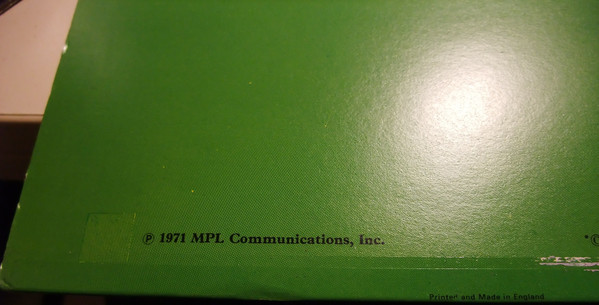 ℗ 1971 MPL Communications, Inc.
Printed and Made in England